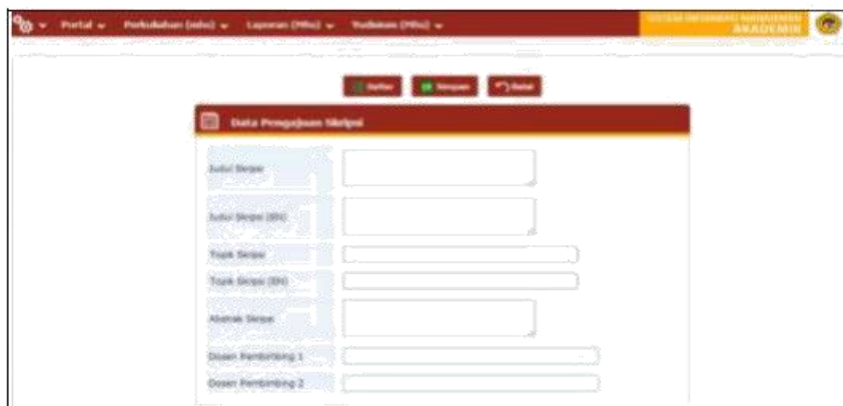 Portal Perkuliahan (mhs) Laporan (Mhs) Yudisium (Mhs)
SISTEM INFORMASI MANAJEMEN
AKADEMIK
Daftar Simpan Batal
Data Pengajuan Skripsi
Judul Skripsi
Judul Skripsi (EN)
Topik Skripsi
Topik Skripsi (EN)
Abstrak Skripsi
Dosen Pembimbing 1
Dosen Pembimbing 2